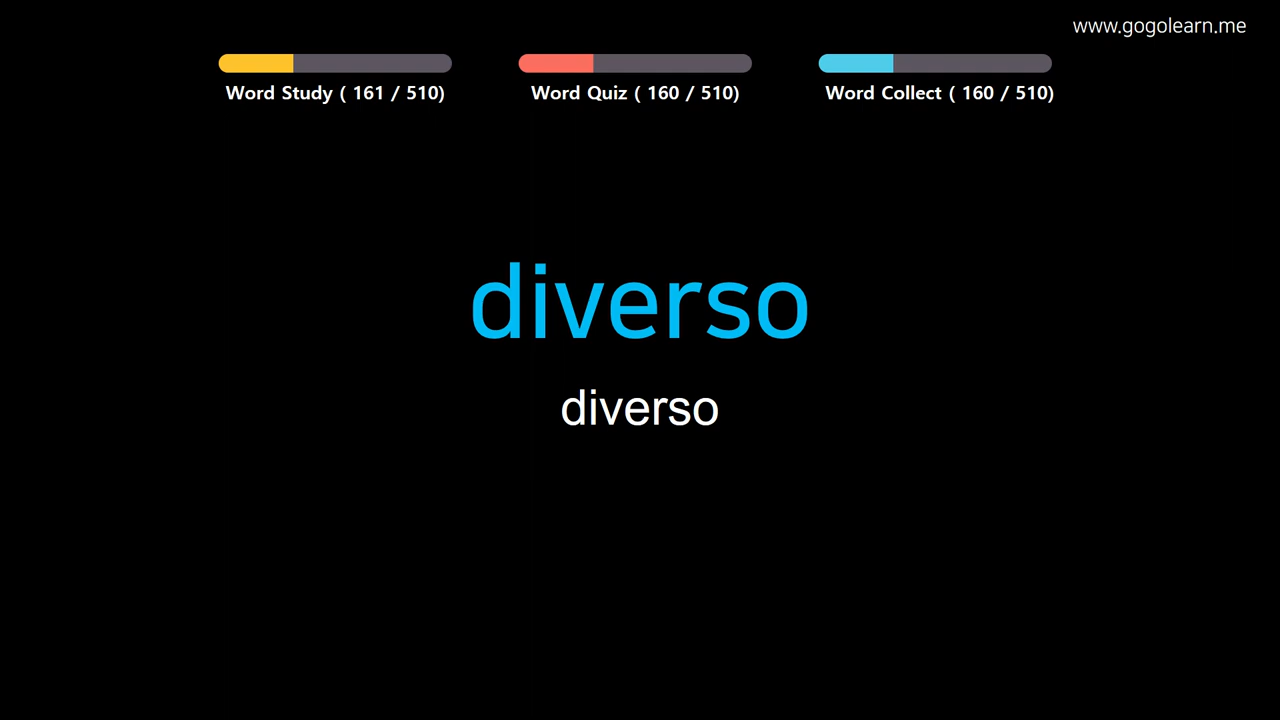 www.gogolearn.me
Word Study ( 161 / 510)
Word Quiz ( 160 / 510)
Word Collect ( 160 / 510)
diverso
diverso